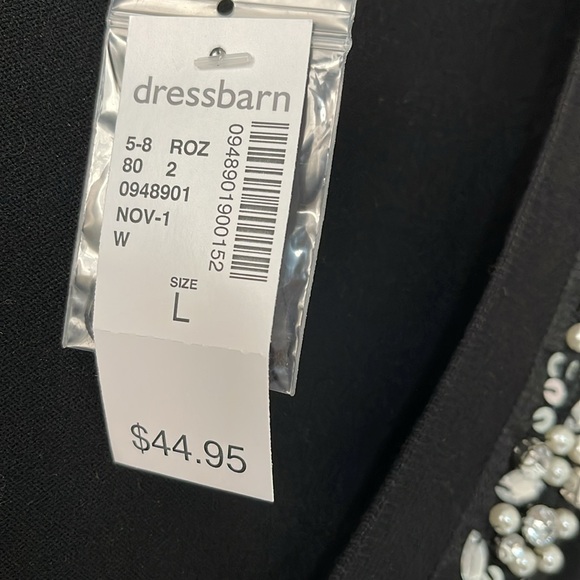 dressbarn
5-8 ROZ
80 2
0948901
NOV-1
W
0948901900152
SIZE
L
$44.95